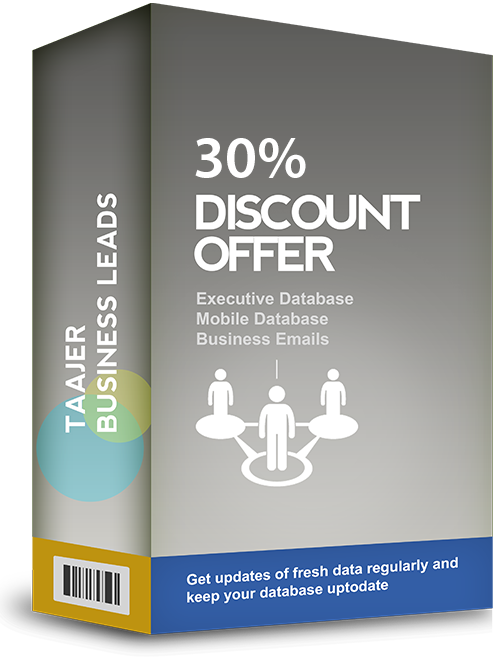 TAAJER
BUSINESS LEADS
30%
DISCOUNT
OFFER
Executive Database
Mobile Database
Business Emails
Get updates of fresh data regularly and
keep your database uptodate